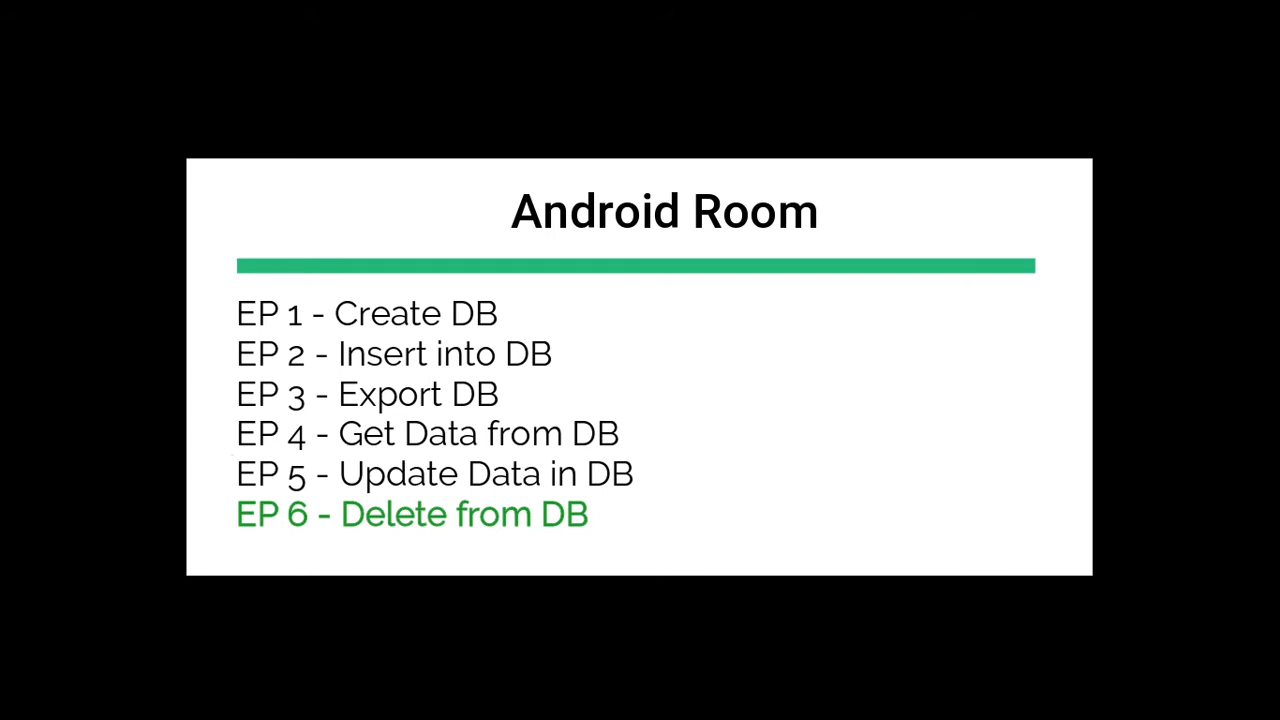 Android Room
EP 1 - Create DB
EP 2 - Insert into DB
EP 3 - Export DB
EP 4 - Get Data from DB
EP 5 - Update Data in DB
EP 6 - Delete from DB